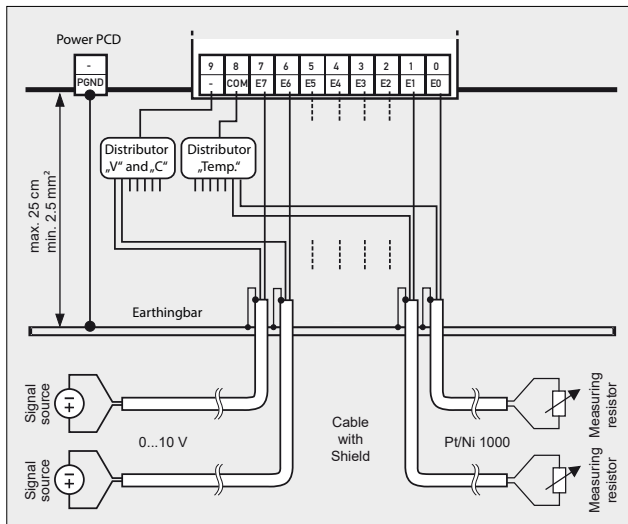 Power PCD
-
PGND
9 8 7 6 5 4 3 2 1 0
- COM E7 E6 E5 E4 E3 E2 E1 E0
Distributor
„V“ and „C“
Distributor
„Temp.“
max. 25 cm
min. 2.5 mm²
Earthingbar
Signal
source
0...10 V
Signal
source
Cable
with
Shield
Pt/Ni 1000
Measuring
resistor
Measuring
resistor